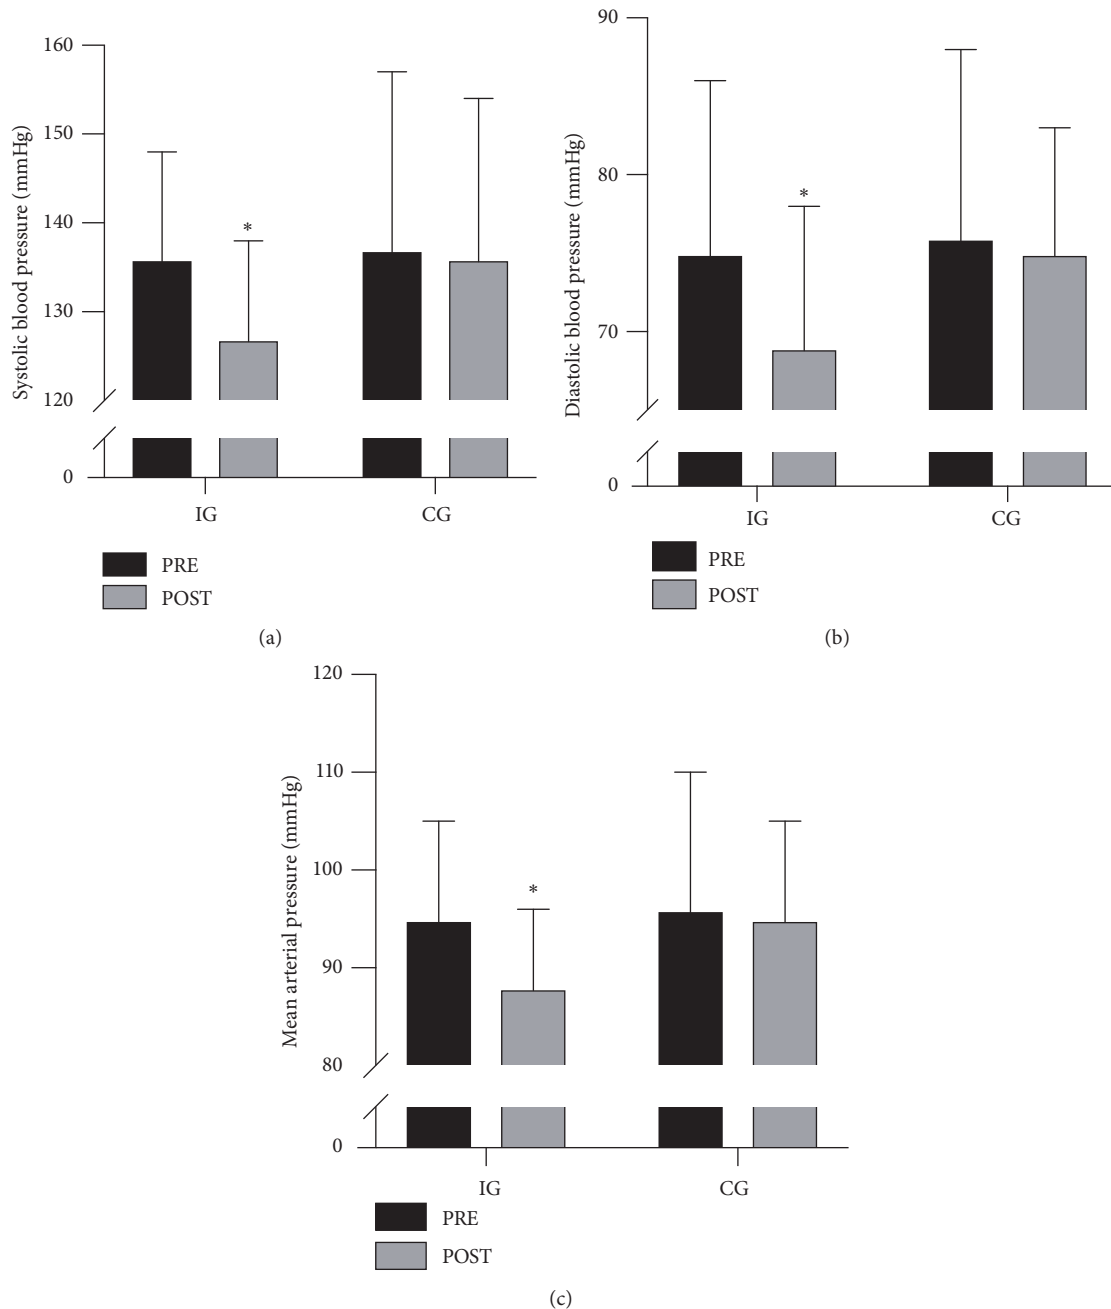 Systolic blood pressure (mmHg)
160
150
140
130
120
0
*
IG
CG
PRE
POST
(a)
Diastolic blood pressure (mmHg)
90
80
70
0
*
IG
CG
PRE
POST
(b)
Mean arterial pressure (mmHg)
120
110
100
90
80
0
*
IG
CG
PRE
POST
(c)